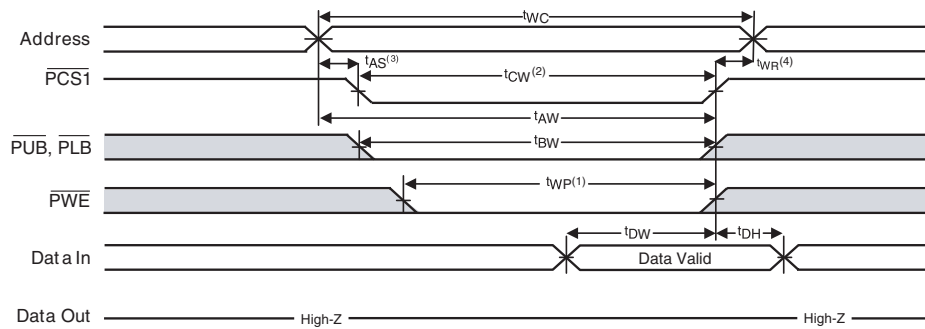 tWC
Address
tAS(3)
tCW(2)
tWR(4)
PCS1
tAW
PUB, PLB
tBW
PWE
tWP(1)
tDW
tDH
Data In
Data Valid
Data Out
High-Z
High-Z